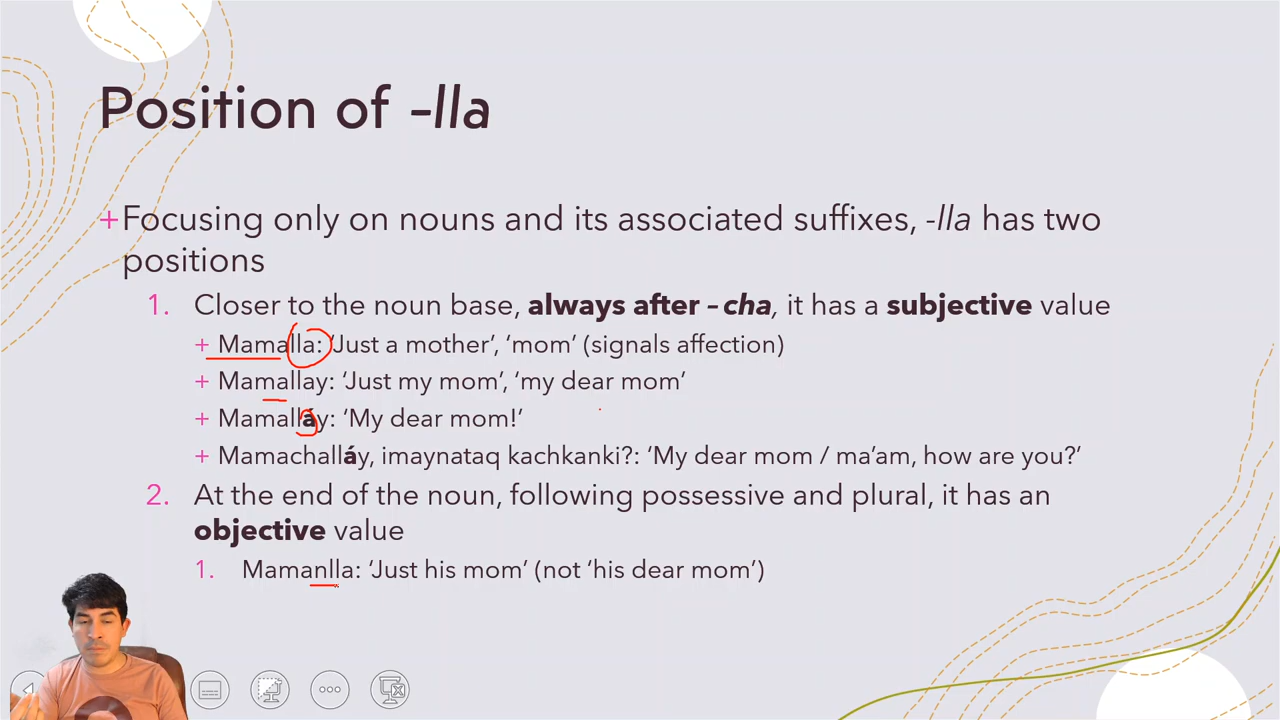 Position of -lla
+Focusing only on nouns and its associated suffixes, -lla has two
positions
1. Closer to the noun base, always after –cha, it has a subjective value
+ Mamalla: ‘Just a mother’, ‘mom’ (signals affection)
+ Mamallay: ‘Just my mom’, ‘my dear mom’
+ Mamalláy: ‘My dear mom!’
+ Mamachalláy, imaynataq kachkanki?: ‘My dear mom / ma’am, how are you?’
2. At the end of the noun, following possessive and plural, it has an
objective value
1. Mamanlla: ‘Just his mom’ (not ‘his dear mom’)